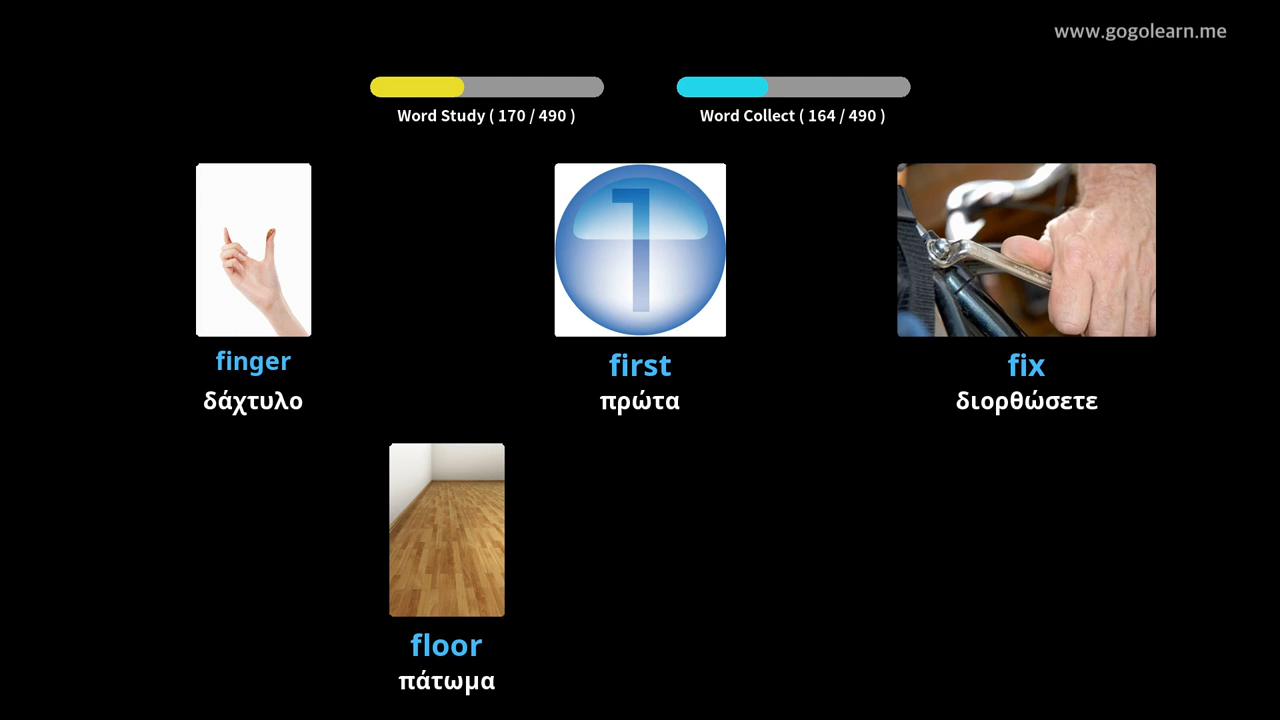 www.gogolearn.me
Word Study ( 170 / 490 )
Word Collect ( 164 / 490 )
1
finger
first
fix
δάχτυλο
πρώτα
διορθώσετε
floor
πάτωμα